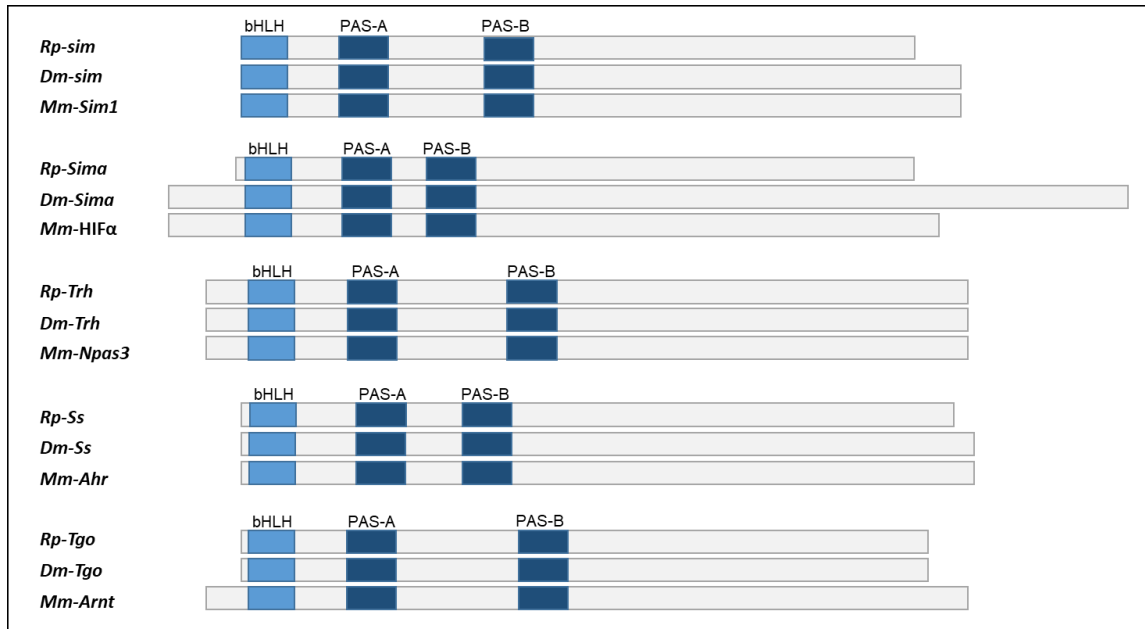 bHLH PAS-A PAS-B
Rp-sim
Dm-sim
Mm-Sim1
bHLH PAS-A PAS-B
Rp-Sima
Dm-Sima
Mm-HIFα
bHLH PAS-A PAS-B
Rp-Trh
Dm-Trh
Mm-Npas3
bHLH PAS-A PAS-B
Rp-Ss
Dm-Ss
Mm-Ahr
bHLH PAS-A PAS-B
Rp-Tgo
Dm-Tgo
Mm-Arnt